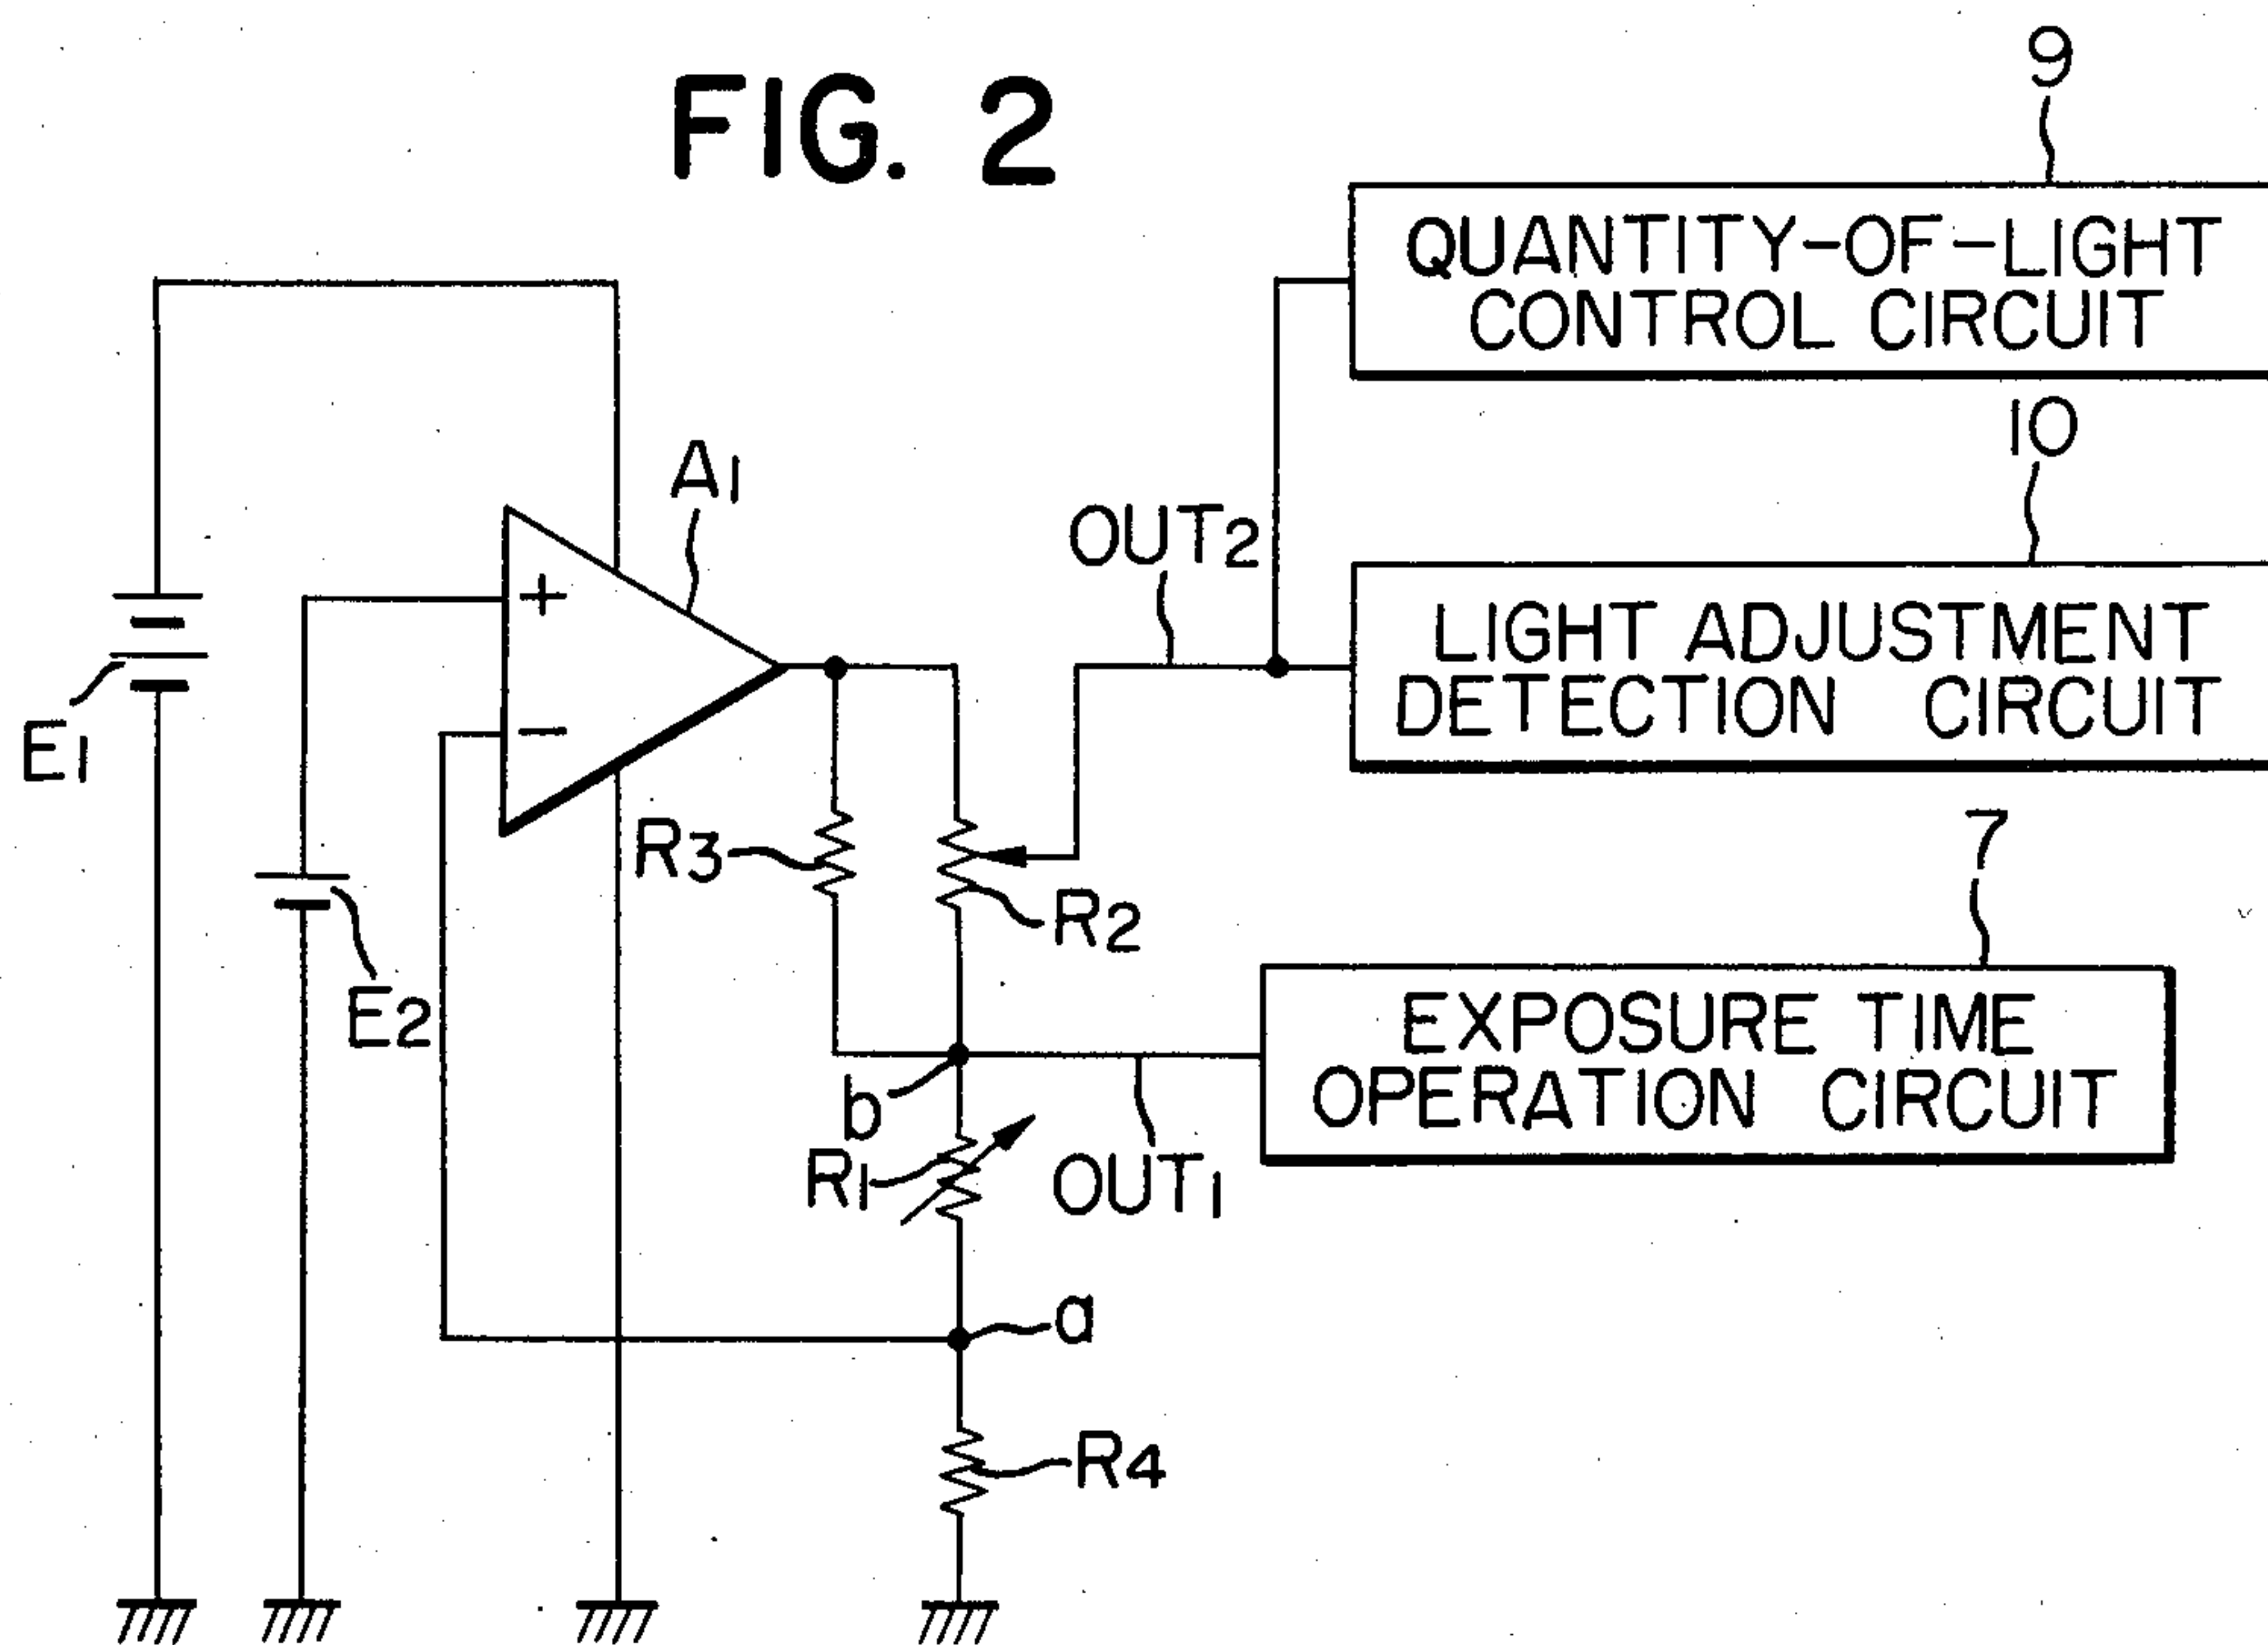 FIG. 2
9
QUANTITY-OF-LIGHT
CONTROL CIRCUIT
10
A1
OUT2
+
LIGHT ADJUSTMENT
DETECTION CIRCUIT
E1
−
7
R3
R2
E2
EXPOSURE TIME
OPERATION CIRCUIT
b
R1
OUT1
a
R4